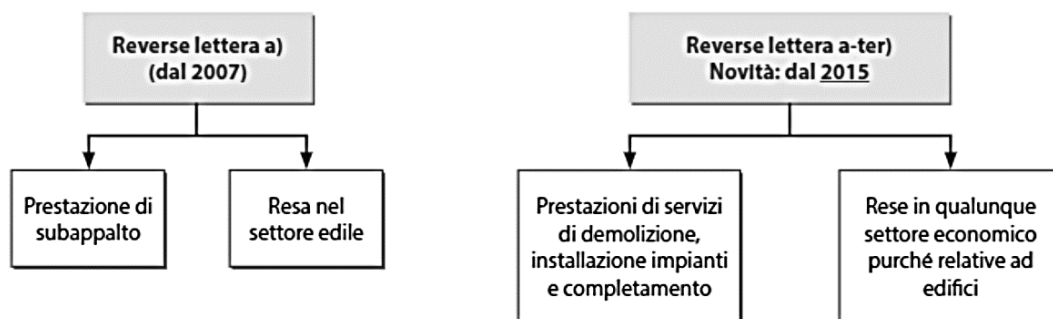 Reverse lettera a)
(dal 2007)
Prestazione di
subappalto
Resa nel
settore edile
Reverse lettera a-ter)
Novità: dal 2015
Prestazioni di servizi
di demolizione,
installazione impianti
e completamento
Rese in qualunque
settore economico
purché relative ad
edifici